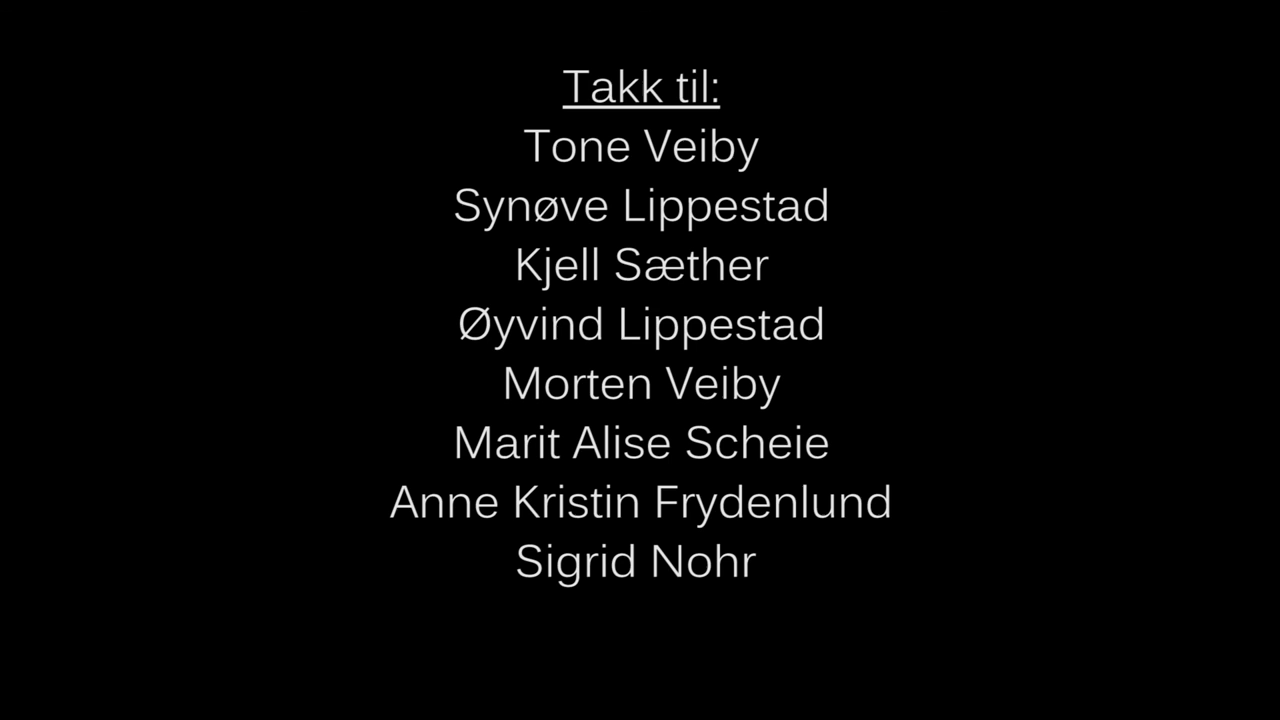 Takk til:
Tone Veiby
Synøve Lippestad
Kjell Sæther
Øyvind Lippestad
Morten Veiby
Marit Alise Scheie
Anne Kristin Frydenlund
Sigrid Nohr